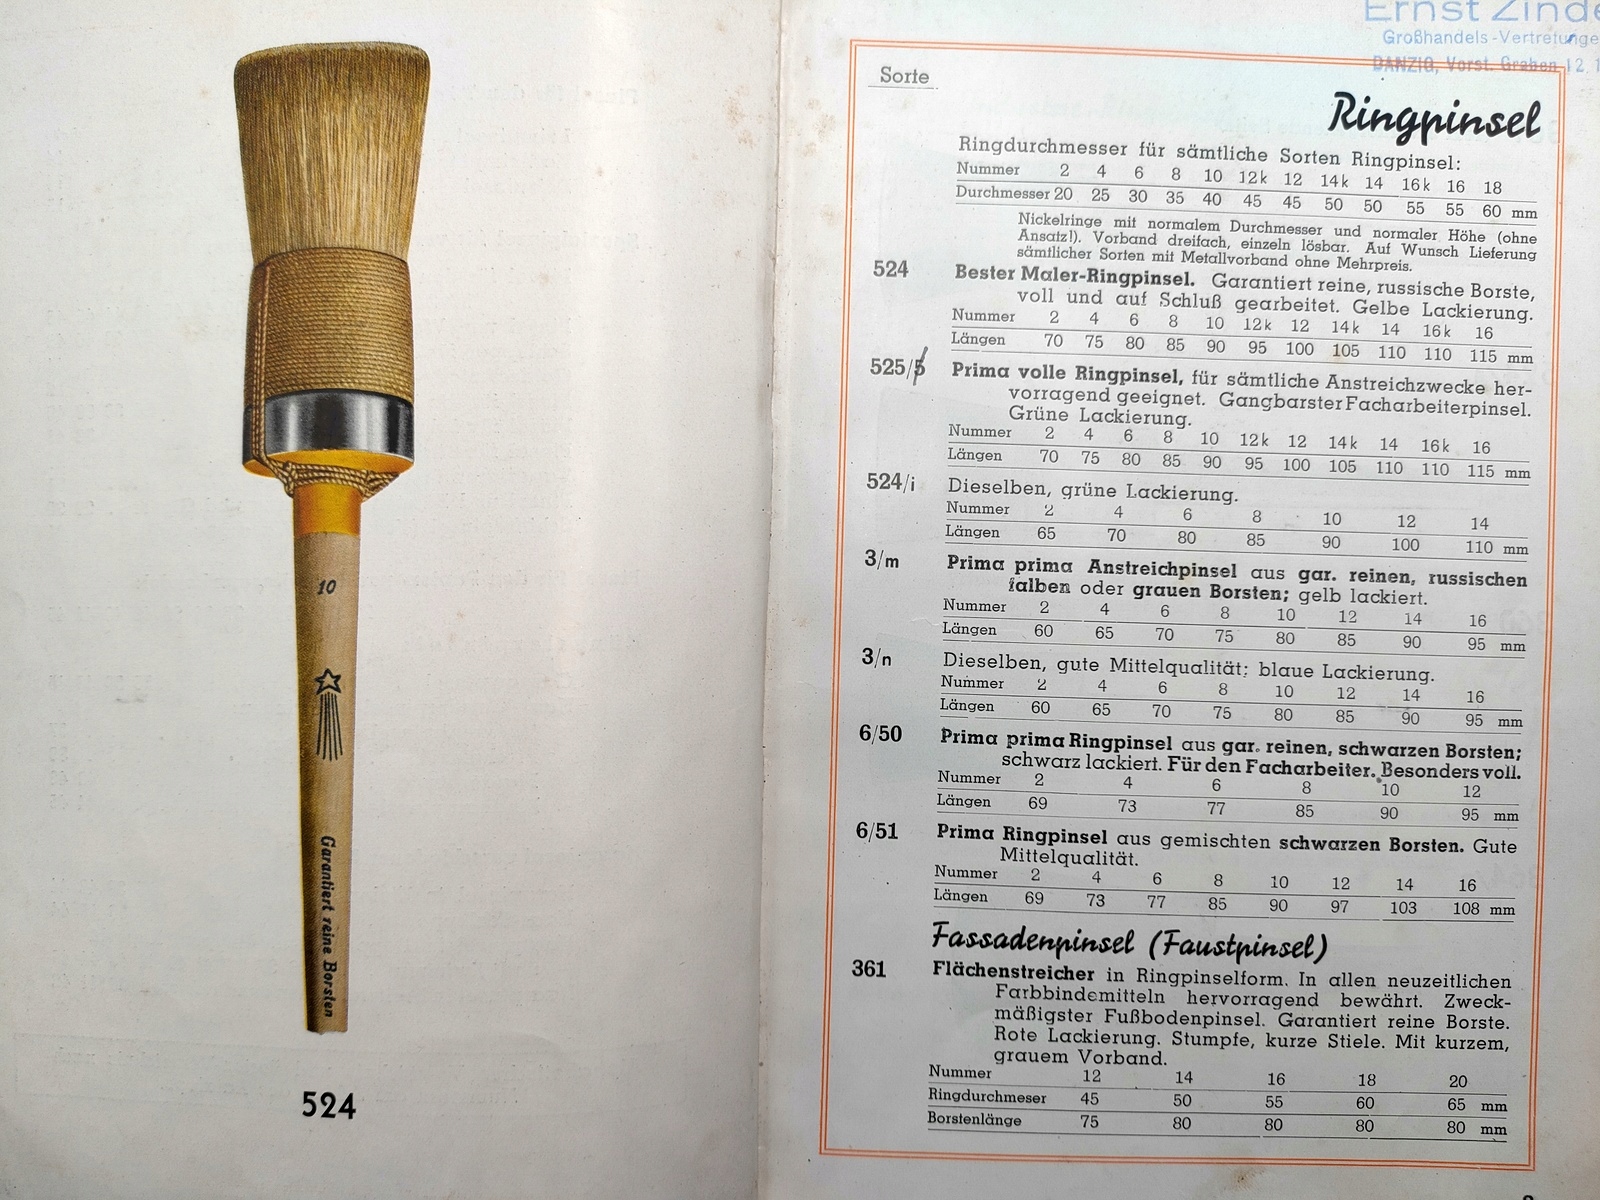 10
Garantiert reine Borsten
524
Ernst
Großhandels-Vertretunge
DANZIG, Vorst. Graben 12
Sorte
Ringpinsel
Ringdurchmesser für sämtliche Sorten Ringpinsel:
Nummer 2 4 6 8 10 12k 12 14k 14 16k 16 18
Durchmesser 20 25 30 35 40 45 45 50 50 55 55 60 mm
Nickelringe mit normalem Durchmesser und normaler Höhe (ohne
Ansatz!). Vorband dreifach, einzeln lösbar. Auf Wunsch Lieferung
sämtlicher Sorten mit Metallvorband ohne Mehrpreis.
524 Bester Maler-Ringpinsel. Garantiert reine, russische Borste,
voll und auf Schluß gearbeitet. Gelbe Lackierung.
Nummer 2 4 6 8 10 12k 12 14k 14 16k 16
Längen 70 75 80 85 90 95 100 105 110 110 115 mm
525/5 Prima volle Ringpinsel, für sämtliche Anstreichzwecke her-
vorragend geeignet. Gangbarster Facharbeiterpinsel.
Grüne Lackierung.
Nummer 2 4 6 8 10 12k 12 14k 14 16k 16
Längen 70 75 80 85 90 95 100 105 110 110 115 mm
524/i Dieselben, grüne Lackierung.
Nummer 2 4 6 8 10 12 14
Längen 65 70 80 85 90 100 110 mm
3/m Prima prima Anstreichpinsel aus gar. reinen, russischen
falben oder grauen Borsten; gelb lackiert.
Nummer 2 4 6 8 10 12 14 16
Längen 60 65 70 75 80 85 90 95 mm
3/n Dieselben, gute Mittelqualität; blaue Lackierung.
Nummer 2 4 6 8 10 12 14 16
Längen 60 65 70 75 80 85 90 95 mm
6/50 Prima prima Ringpinsel aus gar. reinen, schwarzen Borsten;
schwarz lackiert. Für den Facharbeiter. Besonders voll.
Nummer 2 4 6 8 10 12
Längen 69 73 77 85 90 95 mm
6/51 Prima Ringpinsel aus gemischten schwarzen Borsten. Gute
Mittelqualität.
Nummer 2 4 6 8 10 12 14 16
Längen 69 73 77 85 90 97 103 108 mm
Fassadenpinsel (Faustpinsel)
361 Flächenstreicher in Ringpinselform. In allen neuzeitlichen
Farbbindemitteln hervorragend bewährt. Zweck-
mäßigster Fußbodenpinsel. Garantiert reine Borste.
Rote Lackierung. Stumpfe, kurze Stiele. Mit kurzem,
grauem Vorband.
Nummer 12 14 16 18 20
Ringdurchmeser 45 50 55 60 65 mm
Borstenlänge 75 80 80 80 80 mm